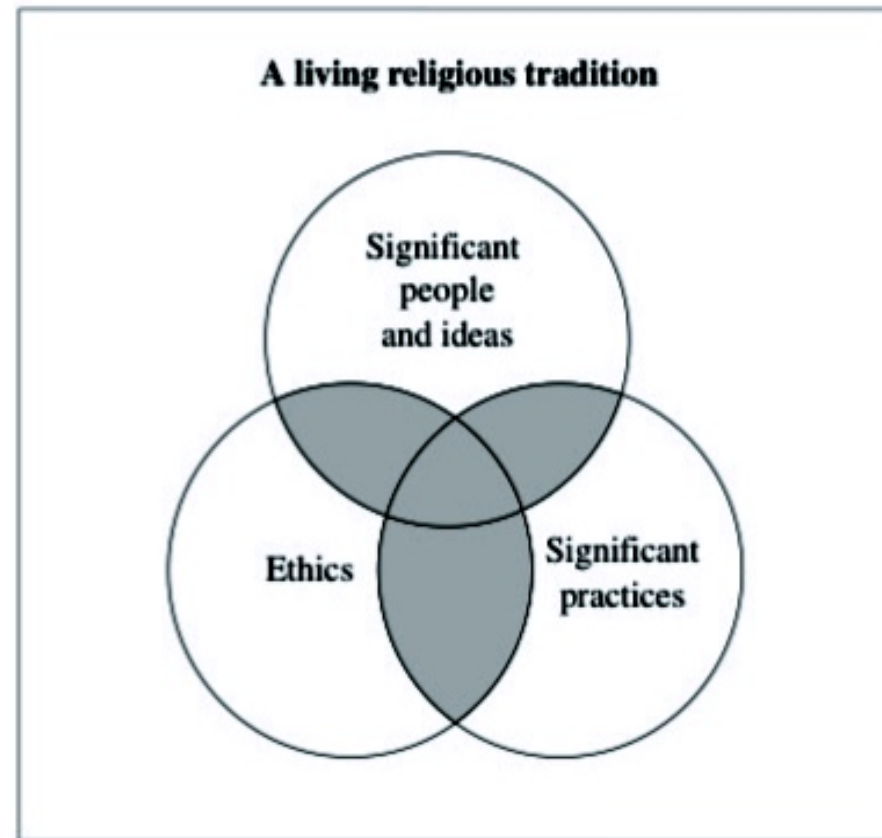 A living religious tradition
Significant
people
and ideas
Ethics
Significant
practices